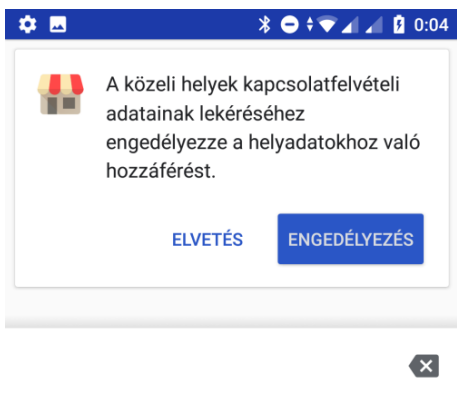 0:04
A közeli helyek kapcsolatfelvételi
adatainak lekéréséhez
engedélyezze a helyadatokhoz való
hozzáférést.
ELVETÉS ENGEDÉLYEZÉS